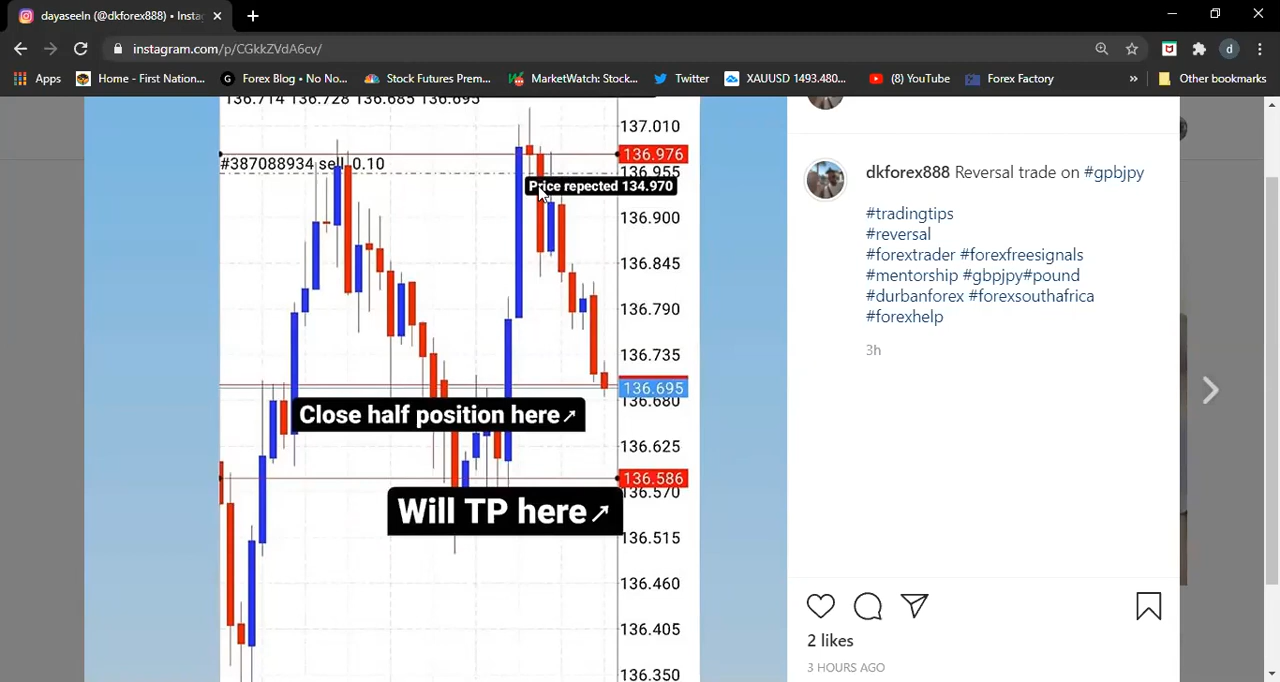 dayaseeln (@dkforex888) • Insta
instagram.com/p/CGkkZVdA6cv/
d
Apps
Home - First Nation...
Forex Blog • No No...
Stock Futures Prem...
MarketWatch: Stock...
Twitter
XAUUSD 1493.480...
(8) YouTube
Forex Factory
»
Other bookmarks
136.714 136.728 136.685 136.695
137.010
136.976
#387088934 sell 0.10
136.955
Price repected 134.970
136.900
136.845
136.790
136.735
136.695
136.680
Close half position here↗
136.625
136.586
136.570
Will TP here↗
136.515
136.460
136.405
136.350
dkforex888 Reversal trade on #gpbjpy
#tradingtips
#reversal
#forextrader #forexfreesignals
#mentorship #gbpjpy#pound
#durbanforex #forexsouthafrica
#forexhelp
3h
2 likes
3 HOURS AGO